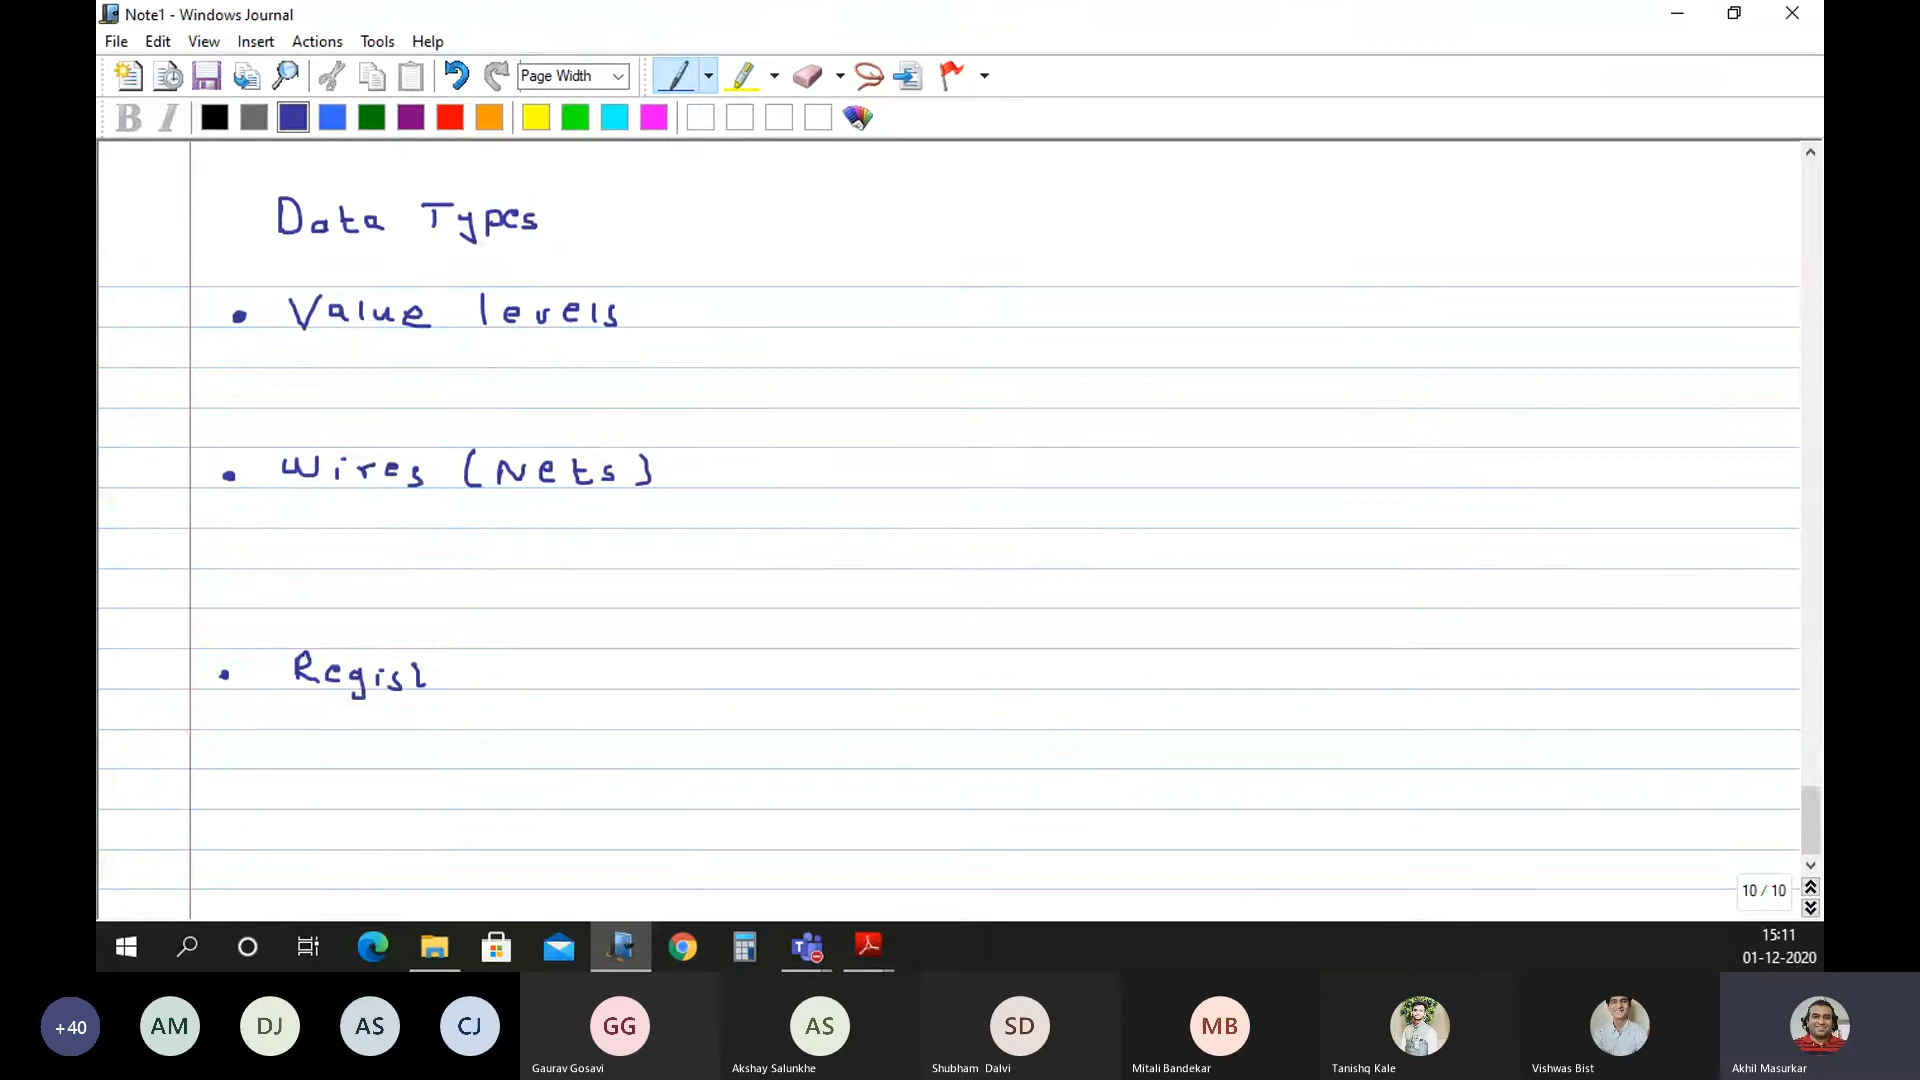 Note1 - Windows Journal
File Edit View Insert Actions Tools Help
Page Width
B I
Data Types
• Value levels
• Wires (Nets)
• Regist
10 / 10
15:11
01-12-2020
+40 AM DJ AS CJ GG AS SD MB
Gaurav Gosavi Akshay Salunkhe Shubham Dalvi Mitali Bandekar Tanishq Kale Vishwas Bist Akhil Masurkar